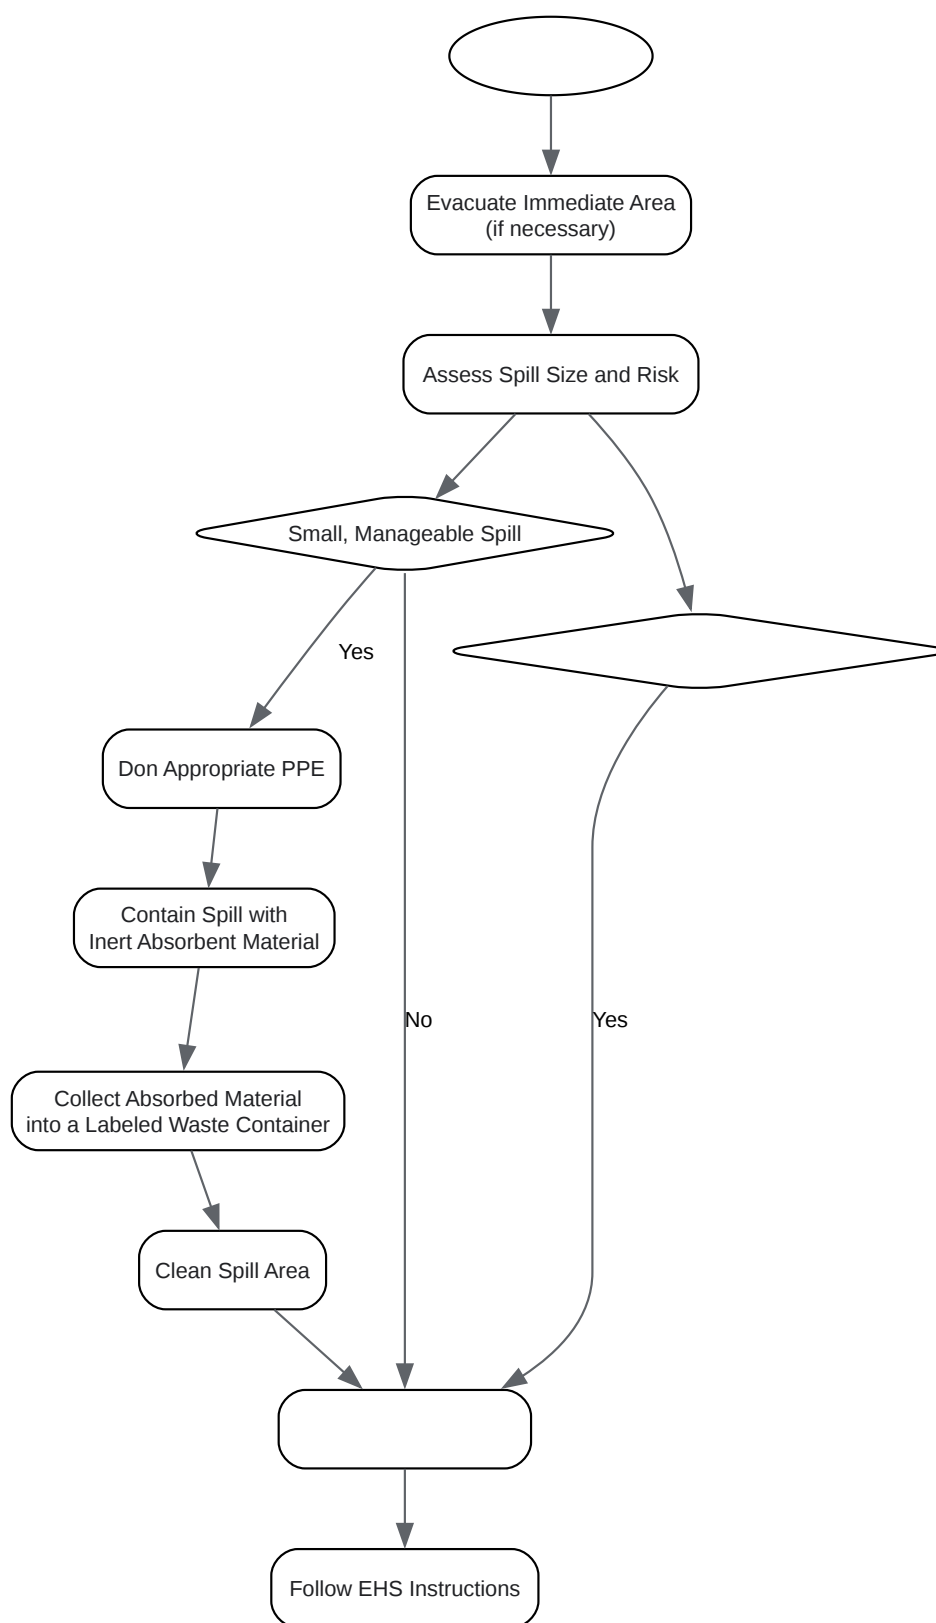 Evacuate Immediate Area
(if necessary)
Assess Spill Size and Risk
Small, Manageable Spill
Yes
Don Appropriate PPE
Contain Spill with
Inert Absorbent Material
No
Yes
Collect Absorbed Material
into a Labeled Waste Container
Clean Spill Area
Follow EHS Instructions